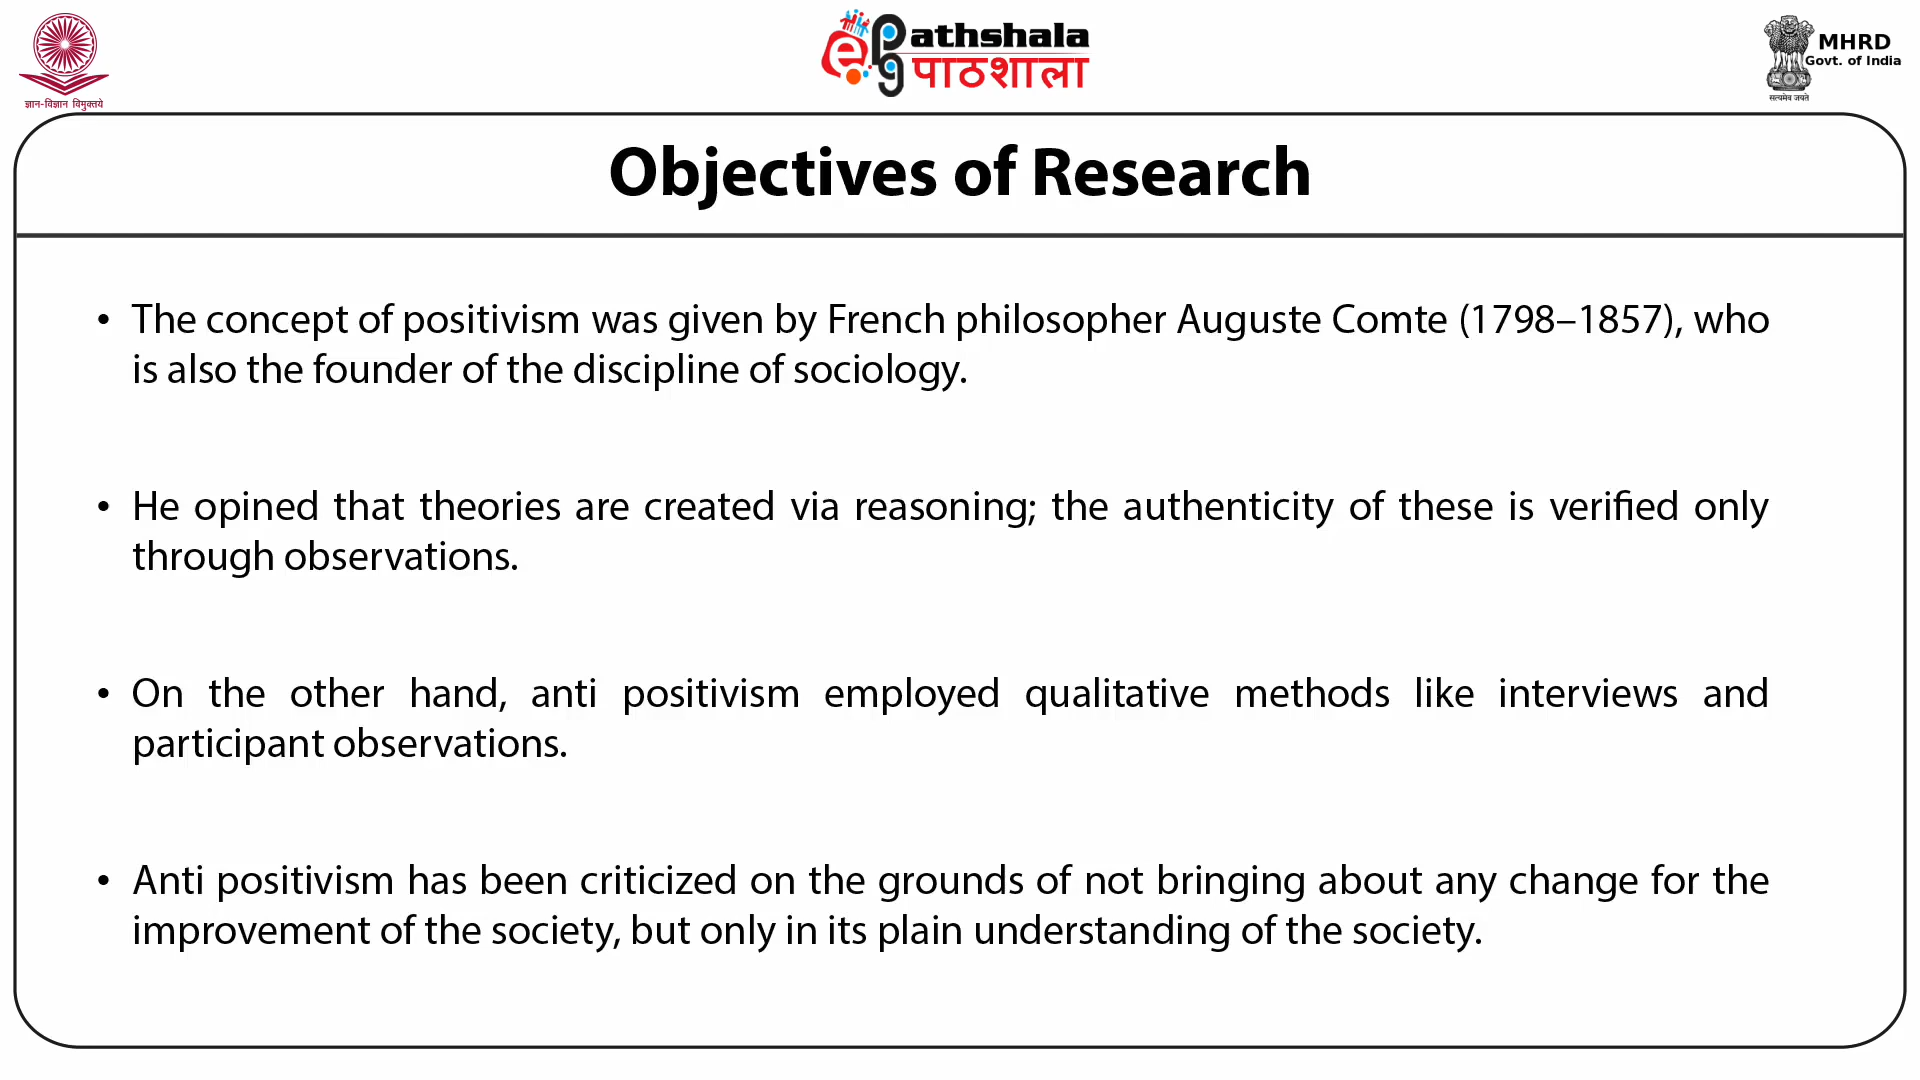 ज्ञान-विज्ञान विमुक्तये
ePg Pathshala
पाठशाला
MHRD
Govt. of India
सत्यमेव जयते
Objectives of Research
• The concept of positivism was given by French philosopher Auguste Comte (1798–1857), who
is also the founder of the discipline of sociology.
• He opined that theories are created via reasoning; the authenticity of these is verified only
through observations.
• On the other hand, anti positivism employed qualitative methods like interviews and
participant observations.
• Anti positivism has been criticized on the grounds of not bringing about any change for the
improvement of the society, but only in its plain understanding of the society.